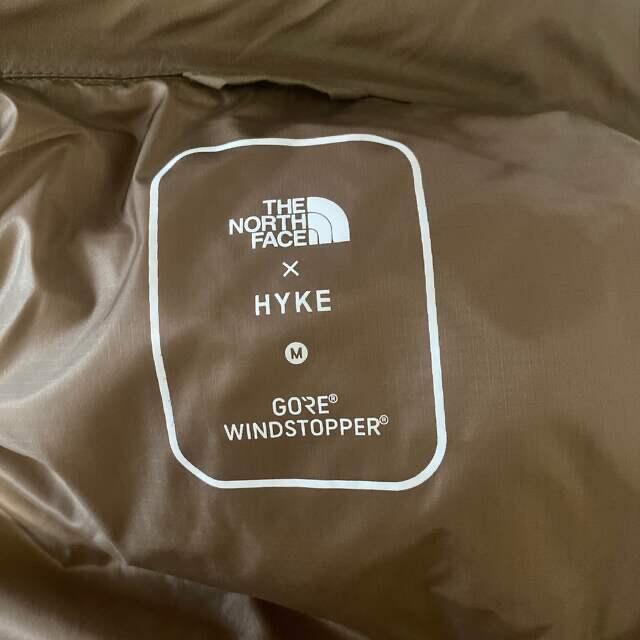 THE
NORTH
FACE
×
HYKE
M
GORE®
WINDSTOPPER®